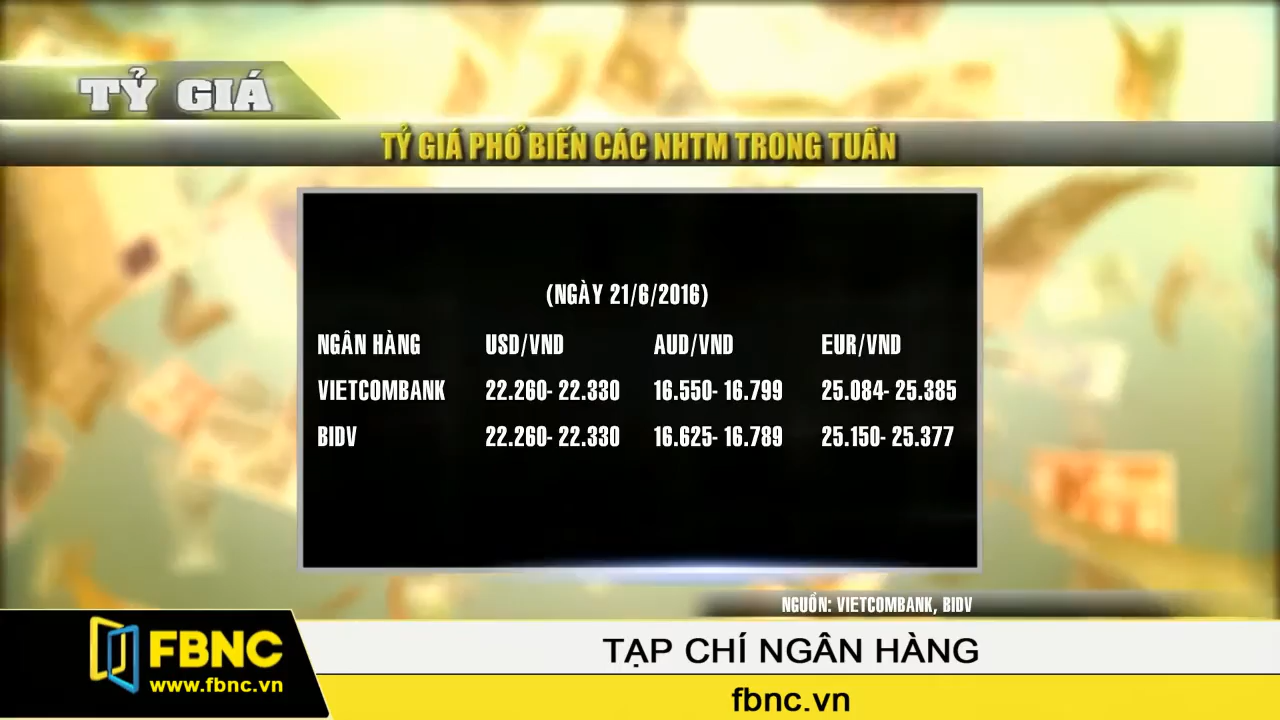 TỶ GIÁ
TỶ GIÁ PHỔ BIẾN CÁC NHTM TRONG TUẦN
(NGÀY 21/6/2016)
NGÂN HÀNG USD/VND AUD/VND EUR/VND
VIETCOMBANK 22.260- 22.330 16.550- 16.799 25.084- 25.385
BIDV 22.260- 22.330 16.625- 16.789 25.150- 25.377
NGUỒN: VIETCOMBANK, BIDV
FBNC
www.fbnc.vn
TẠP CHÍ NGÂN HÀNG
fbnc.vn